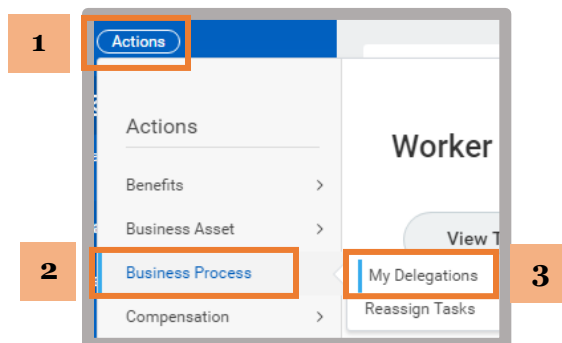 1
Actions
Actions
Worker
Benefits
Business Asset
View T
2
Business Process
My Delegations
3
Compensation
Reassign Tasks